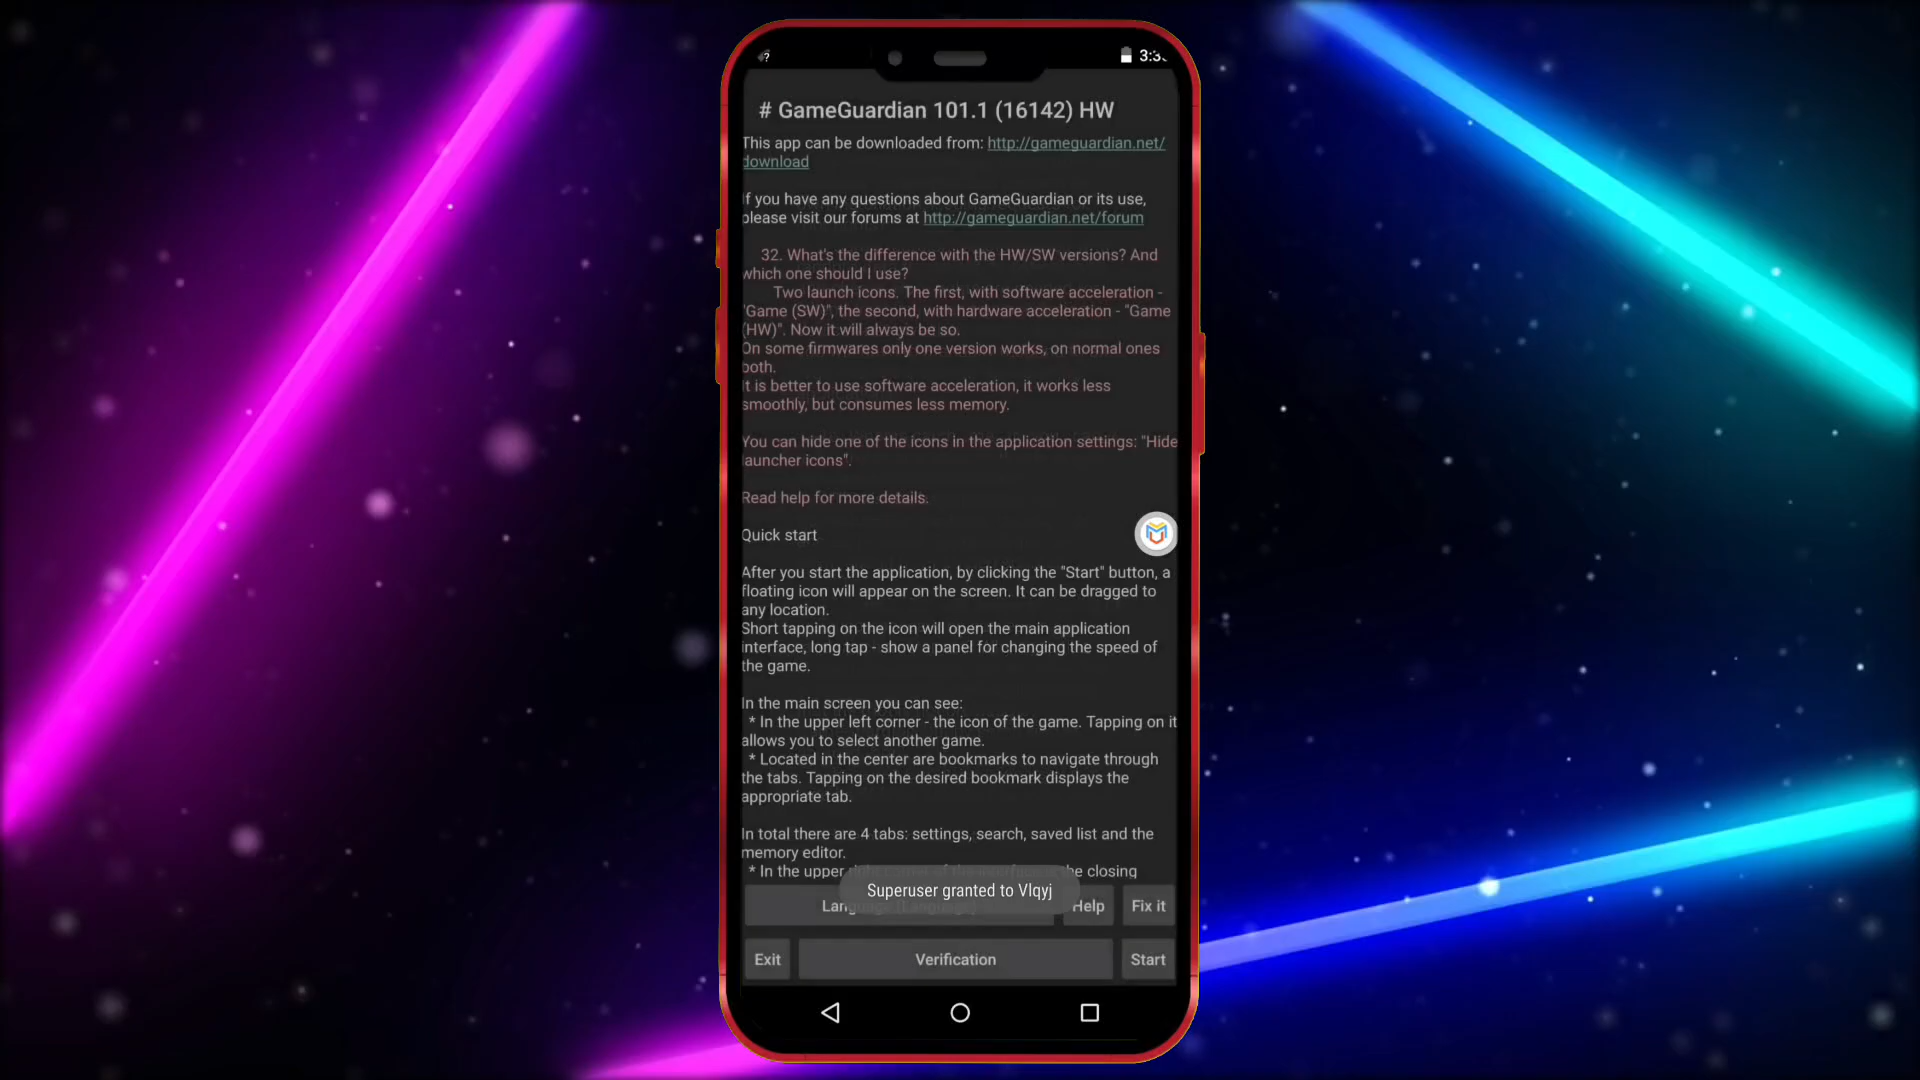 3:3
# GameGuardian 101.1 (16142) HW
This app can be downloaded from: http://gameguardian.net/
download
If you have any questions about GameGuardian or its use,
please visit our forums at http://gameguardian.net/forum
32. What's the difference with the HW/SW versions? And
which one should I use?
Two launch icons. The first, with software acceleration -
"Game (SW)", the second, with hardware acceleration - "Game
(HW)". Now it will always be so.
On some firmwares only one version works, on normal ones
both.
It is better to use software acceleration, it works less
smoothly, but consumes less memory.
You can hide one of the icons in the application settings: "Hide
launcher icons".
Read help for more details.
Quick start
After you start the application, by clicking the "Start" button, a
floating icon will appear on the screen. It can be dragged to
any location.
Short tapping on the icon will open the main application
interface, long tap - show a panel for changing the speed of
the game.
In the main screen you can see:
* In the upper left corner - the icon of the game. Tapping on it
allows you to select another game.
* Located in the center are bookmarks to navigate through
the tabs. Tapping on the desired bookmark displays the
appropriate tab.
In total there are 4 tabs: settings, search, saved list and the
memory editor.
* In the upper the closing
Superuser granted to Vlqyj
Help
Fix it
Exit
Verification
Start